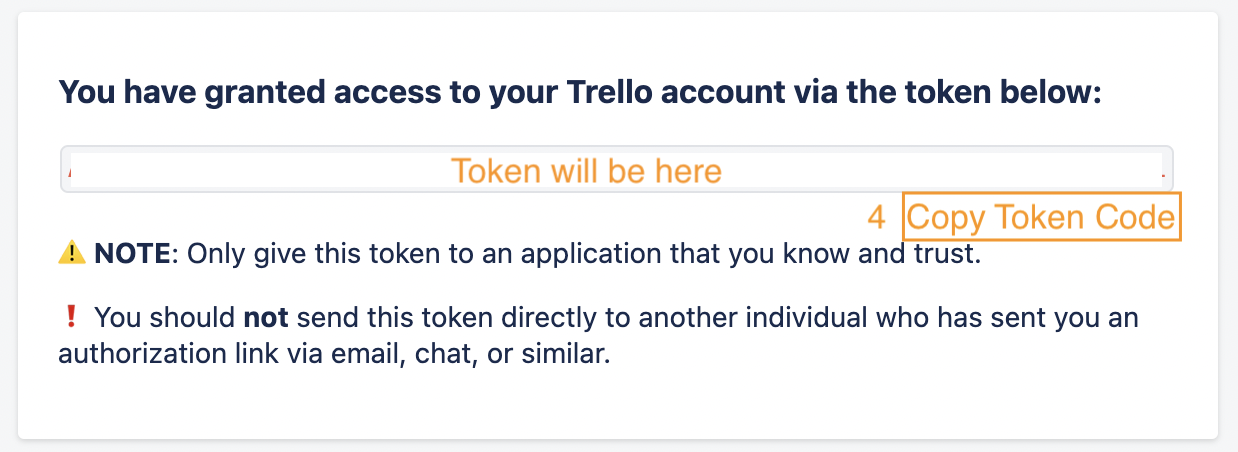 You have granted access to your Trello account via the token below:
Token will be here
4 Copy Token Code
⚠️ NOTE: Only give this token to an application that you know and trust.
❗ You should not send this token directly to another individual who has sent you an
authorization link via email, chat, or similar.